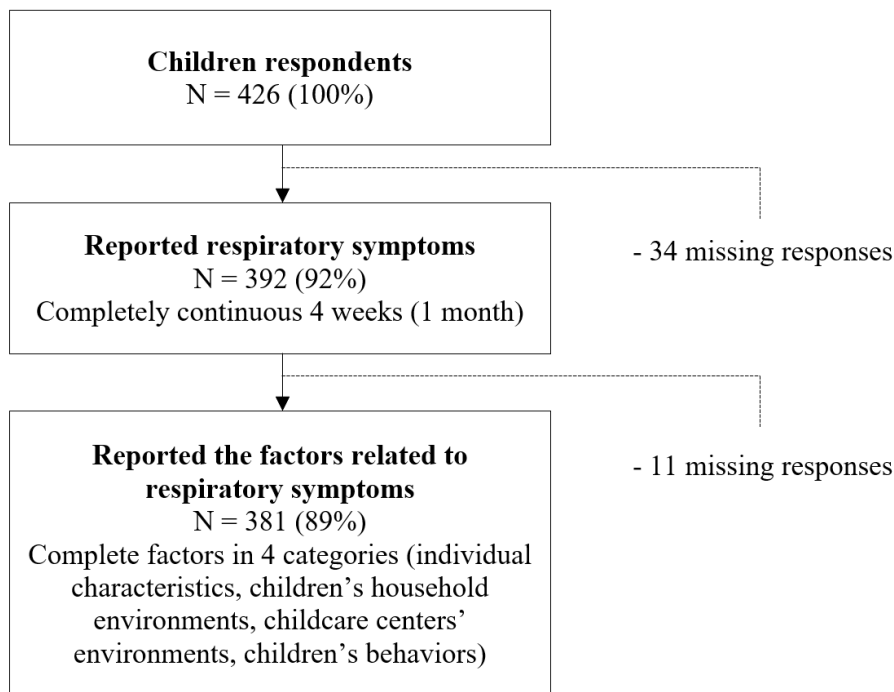 Children respondents
N = 426 (100%)
Reported respiratory symptoms
N = 392 (92%)
Completely continuous 4 weeks (1 month)
- 34 missing responses
Reported the factors related to
respiratory symptoms
N = 381 (89%)
Complete factors in 4 categories (individual
characteristics, children’s household
environments, childcare centers’
environments, children’s behaviors)
- 11 missing responses